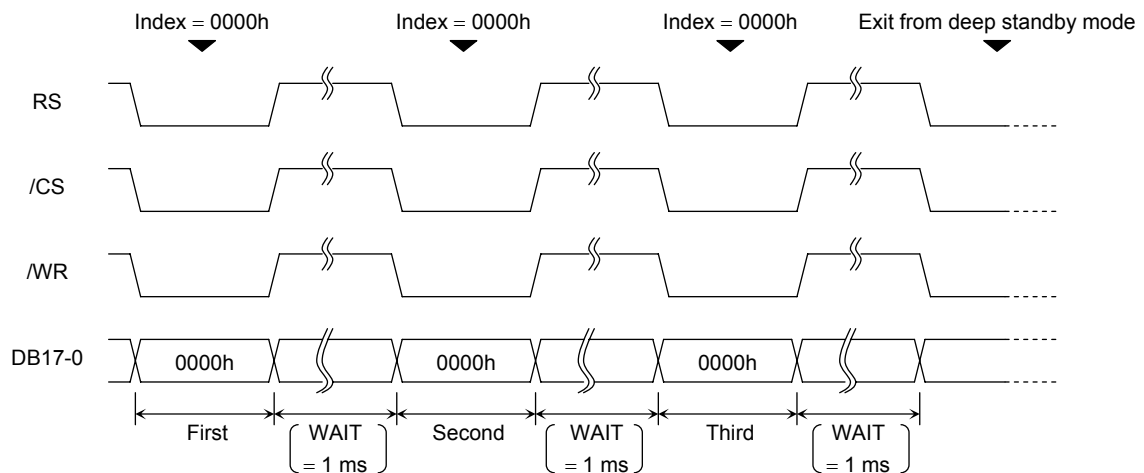 Index = 0000h Index = 0000h Index = 0000h Exit from deep standby mode
RS
/CS
/WR
DB17-0 0000h 0000h 0000h
First WAIT Second WAIT Third WAIT
= 1 ms = 1 ms = 1 ms